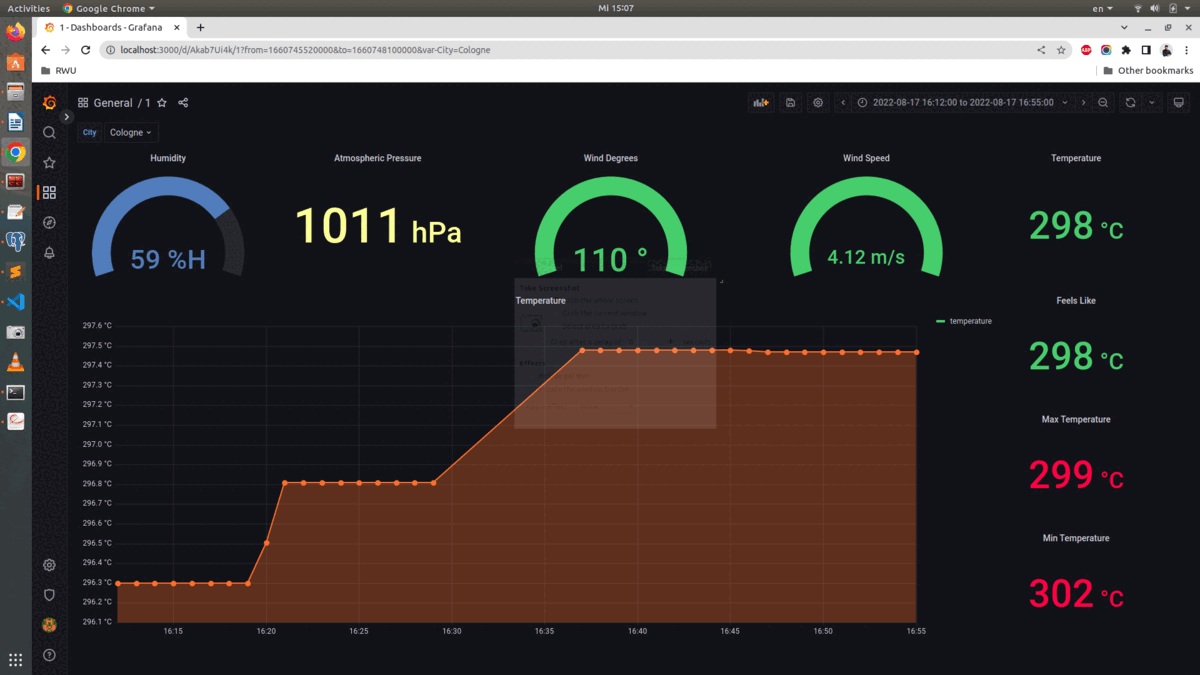 Activities Google Chrome Mi 15:07 en
1 - Dashboards - Grafana
localhost:3000/d/Akab7Ui4k/1?from=1660745520000&to=1660748100000&var-City=Cologne
ABP
RWU Other bookmarks
General / 1 2022-08-17 16:12:00 to 2022-08-17 16:55:00
City Cologne
Humidity Atmospheric Pressure Wind Degrees Wind Speed Temperature
59 %H 1011 hPa 110 ° 4.12 m/s 298 °C
Take Screenshot
Temperature
Feels Like
298 °C
temperature
Max Temperature
299 °C
Min Temperature
302 °C
297.6 °C
297.5 °C
297.4 °C
297.3 °C
297.2 °C
297.1 °C
297.0 °C
296.9 °C
296.8 °C
296.7 °C
296.6 °C
296.5 °C
296.4 °C
296.3 °C
296.2 °C
296.1 °C
16:15 16:20 16:25 16:30 16:35 16:40 16:45 16:50 16:55